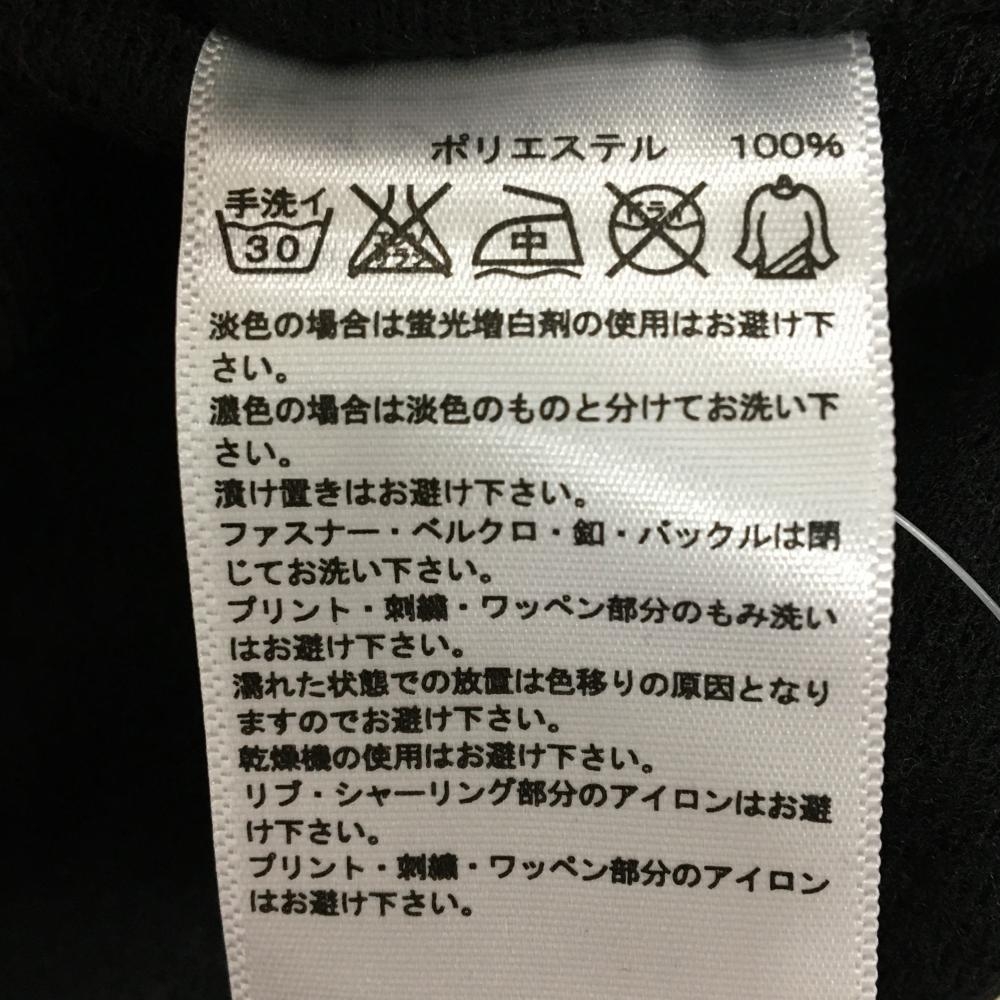 ポリエステル 100%
手洗イ 30 エンソサラシ 中 ドライ
淡色の場合は蛍光増白剤の使用はお避け下
さい。
濃色の場合は淡色のものと分けてお洗い下
さい。
漬け置きはお避け下さい。
ファスナー・ベルクロ・釦・バックルは閉
じてお洗い下さい。
プリント・刺繍・ワッペン部分のもみ洗い
はお避け下さい。
濡れた状態での放置は色移りの原因となり
ますのでお避け下さい。
乾燥機の使用はお避け下さい。
リブ・シャーリング部分のアイロンはお避
け下さい。
プリント・刺繍・ワッペン部分のアイロン
はお避け下さい。